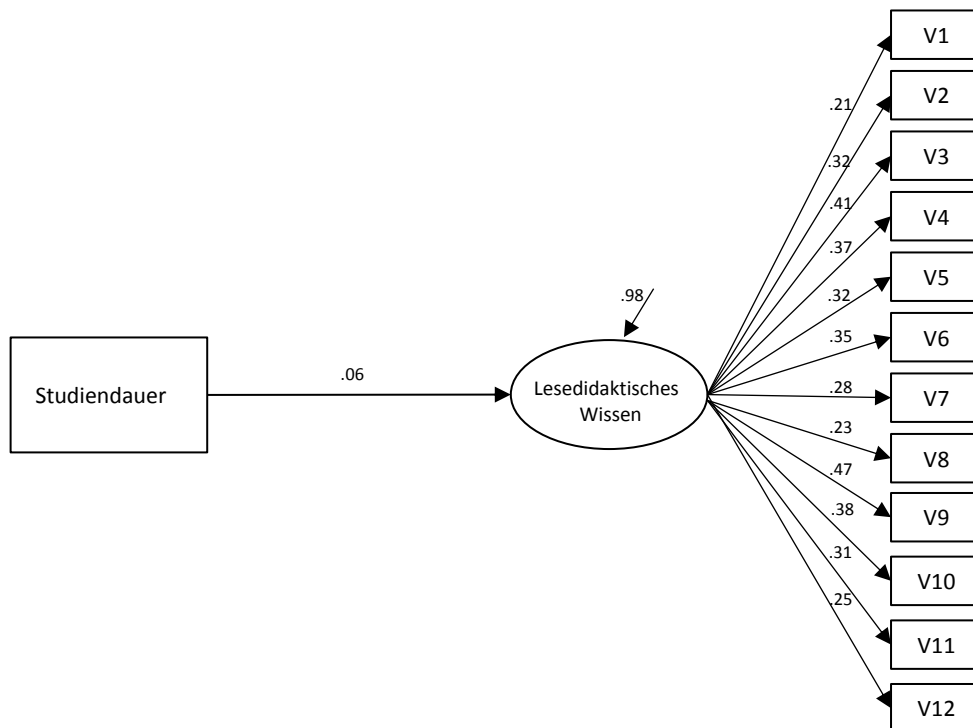 V1
.21
V2
.32
V3
.41
V4
.37
V5
.32
V6
.35
V7
.28
V8
.23
V9
.47
V10
.38
V11
.31
V12
.25
.98
Studiendauer
.06
Lesedidaktisches
Wissen